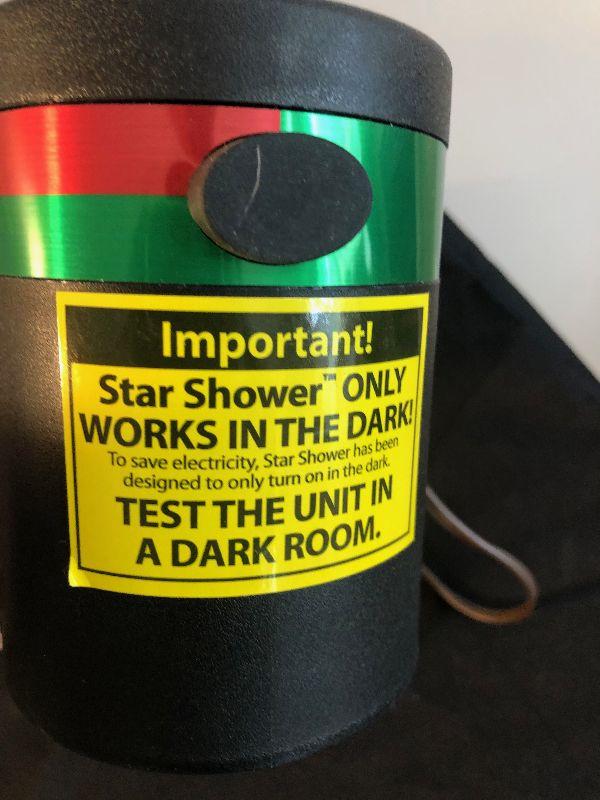 Important!
Star Shower™ ONLY
WORKS IN THE DARK!
To save electricity, Star Shower has been
designed to only turn on in the dark.
TEST THE UNIT IN
A DARK ROOM.